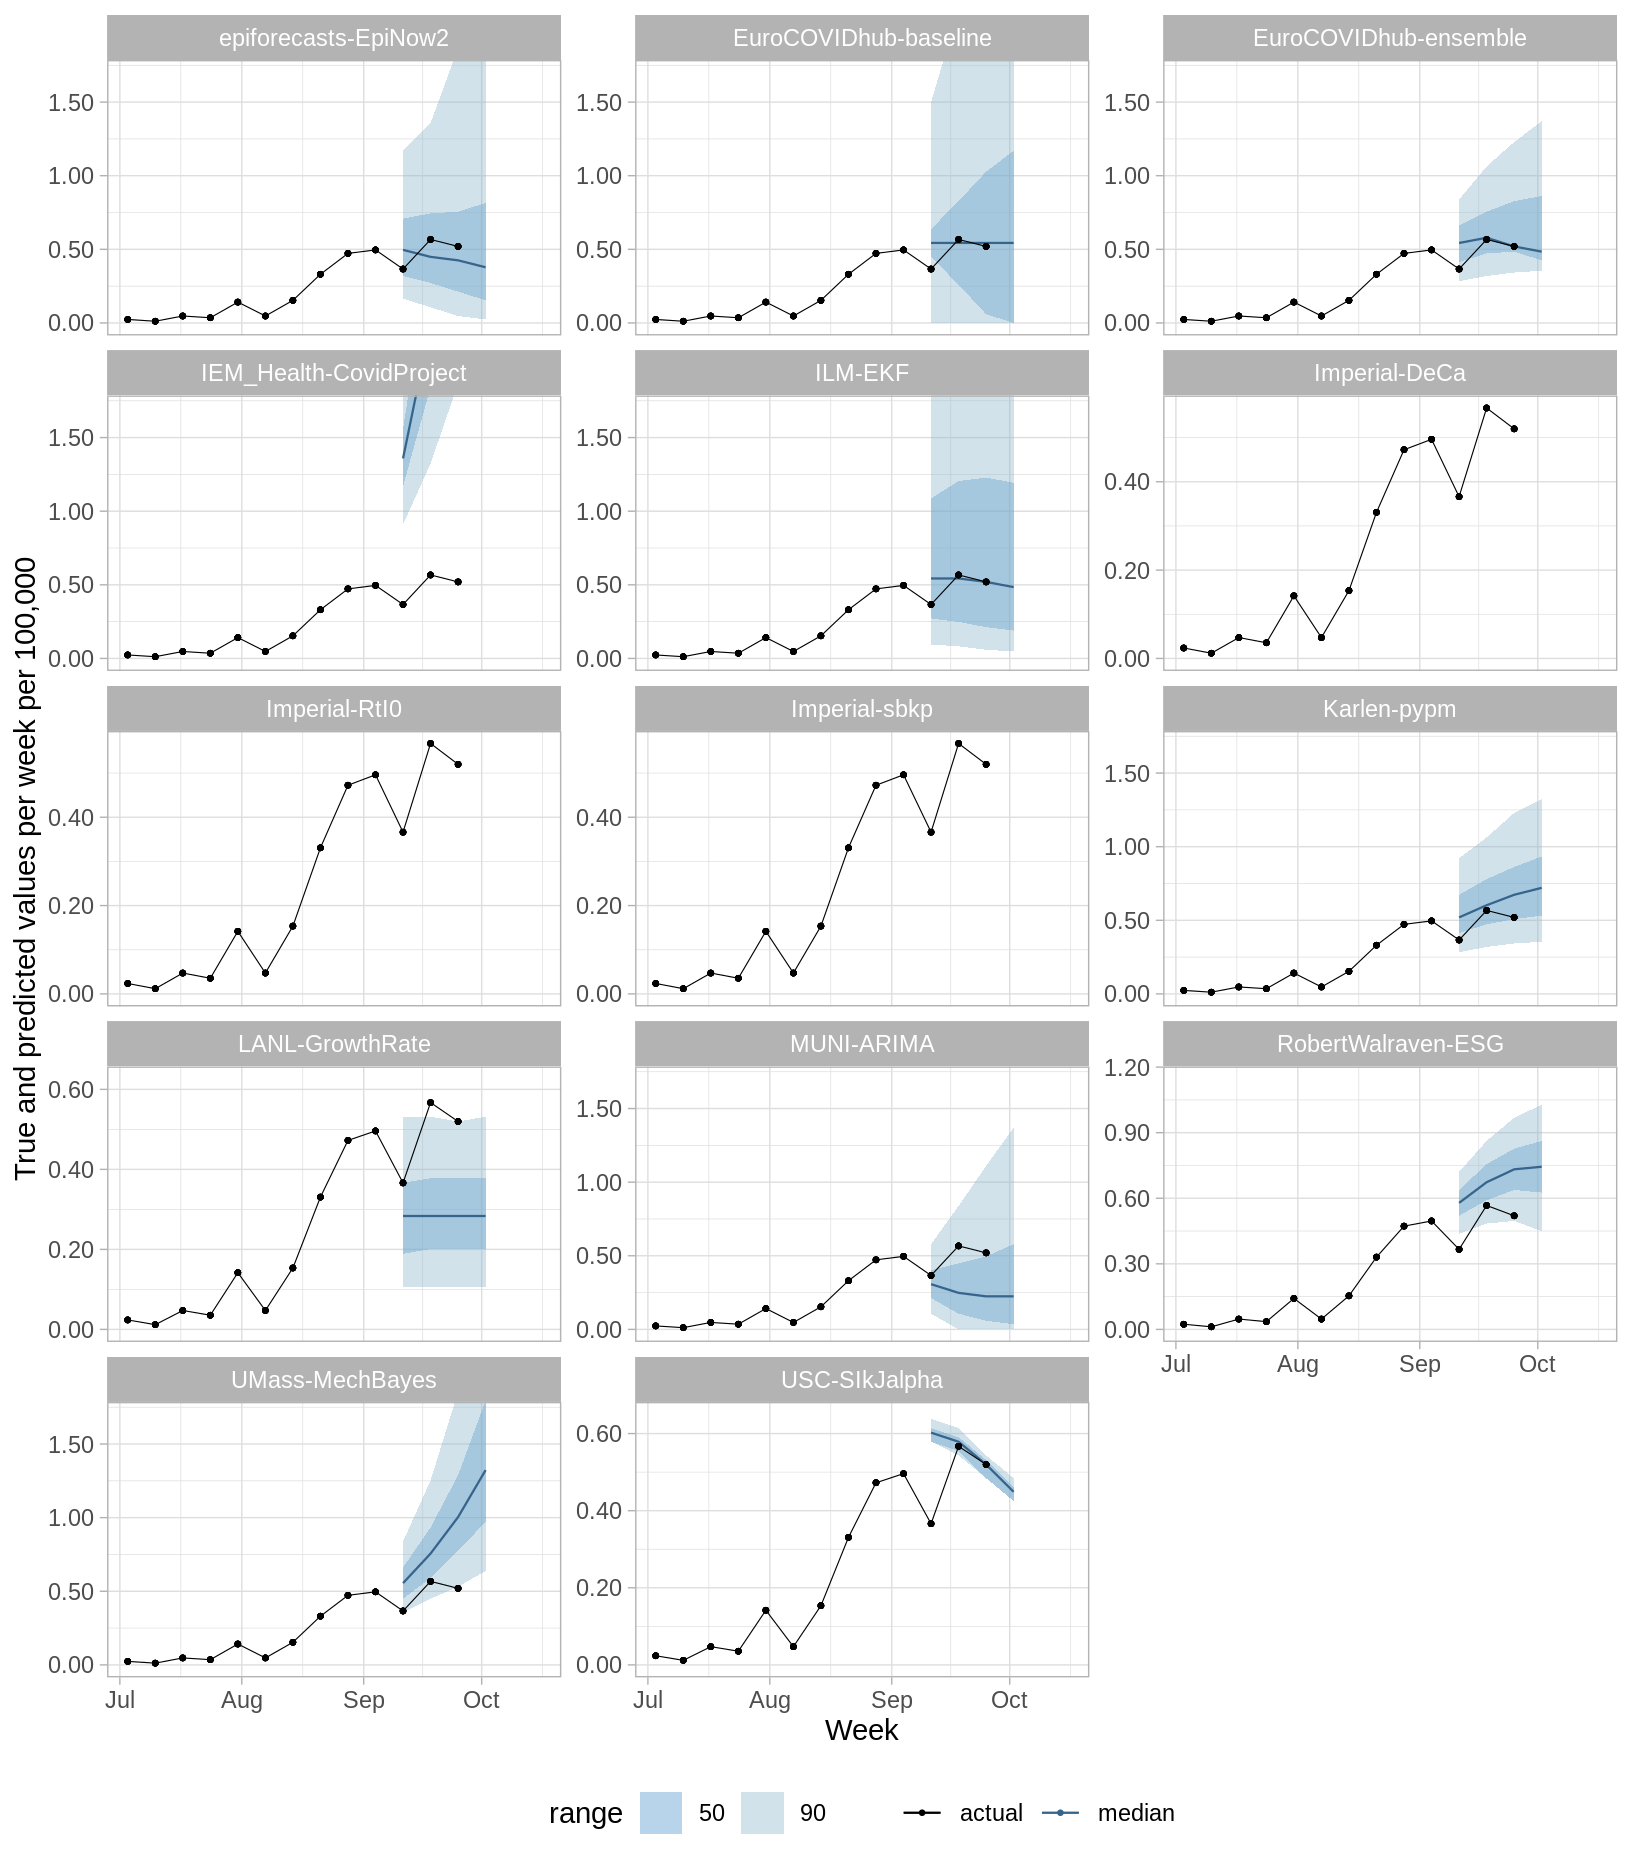 True and predicted values per week per 100,000
epiforecasts-EpiNow2
1.50
1.00
0.50
0.00
EuroCOVIDhub-baseline
1.50
1.00
0.50
0.00
EuroCOVIDhub-ensemble
1.50
1.00
0.50
0.00
IEM_Health-CovidProject
1.50
1.00
0.50
0.00
ILM-EKF
1.50
1.00
0.50
0.00
Imperial-DeCa
0.40
0.20
0.00
Imperial-RtI0
0.40
0.20
0.00
Imperial-sbkp
0.40
0.20
0.00
Karlen-pypm
1.50
1.00
0.50
0.00
LANL-GrowthRate
0.60
0.40
0.20
0.00
MUNI-ARIMA
1.50
1.00
0.50
0.00
RobertWalraven-ESG
1.20
0.90
0.60
0.30
0.00
Jul Aug Sep Oct
UMass-MechBayes
1.50
1.00
0.50
0.00
Jul Aug Sep Oct
USC-SIkJalpha
0.60
0.40
0.20
0.00
Jul Aug Sep Oct
Week
range 50 90 actual median